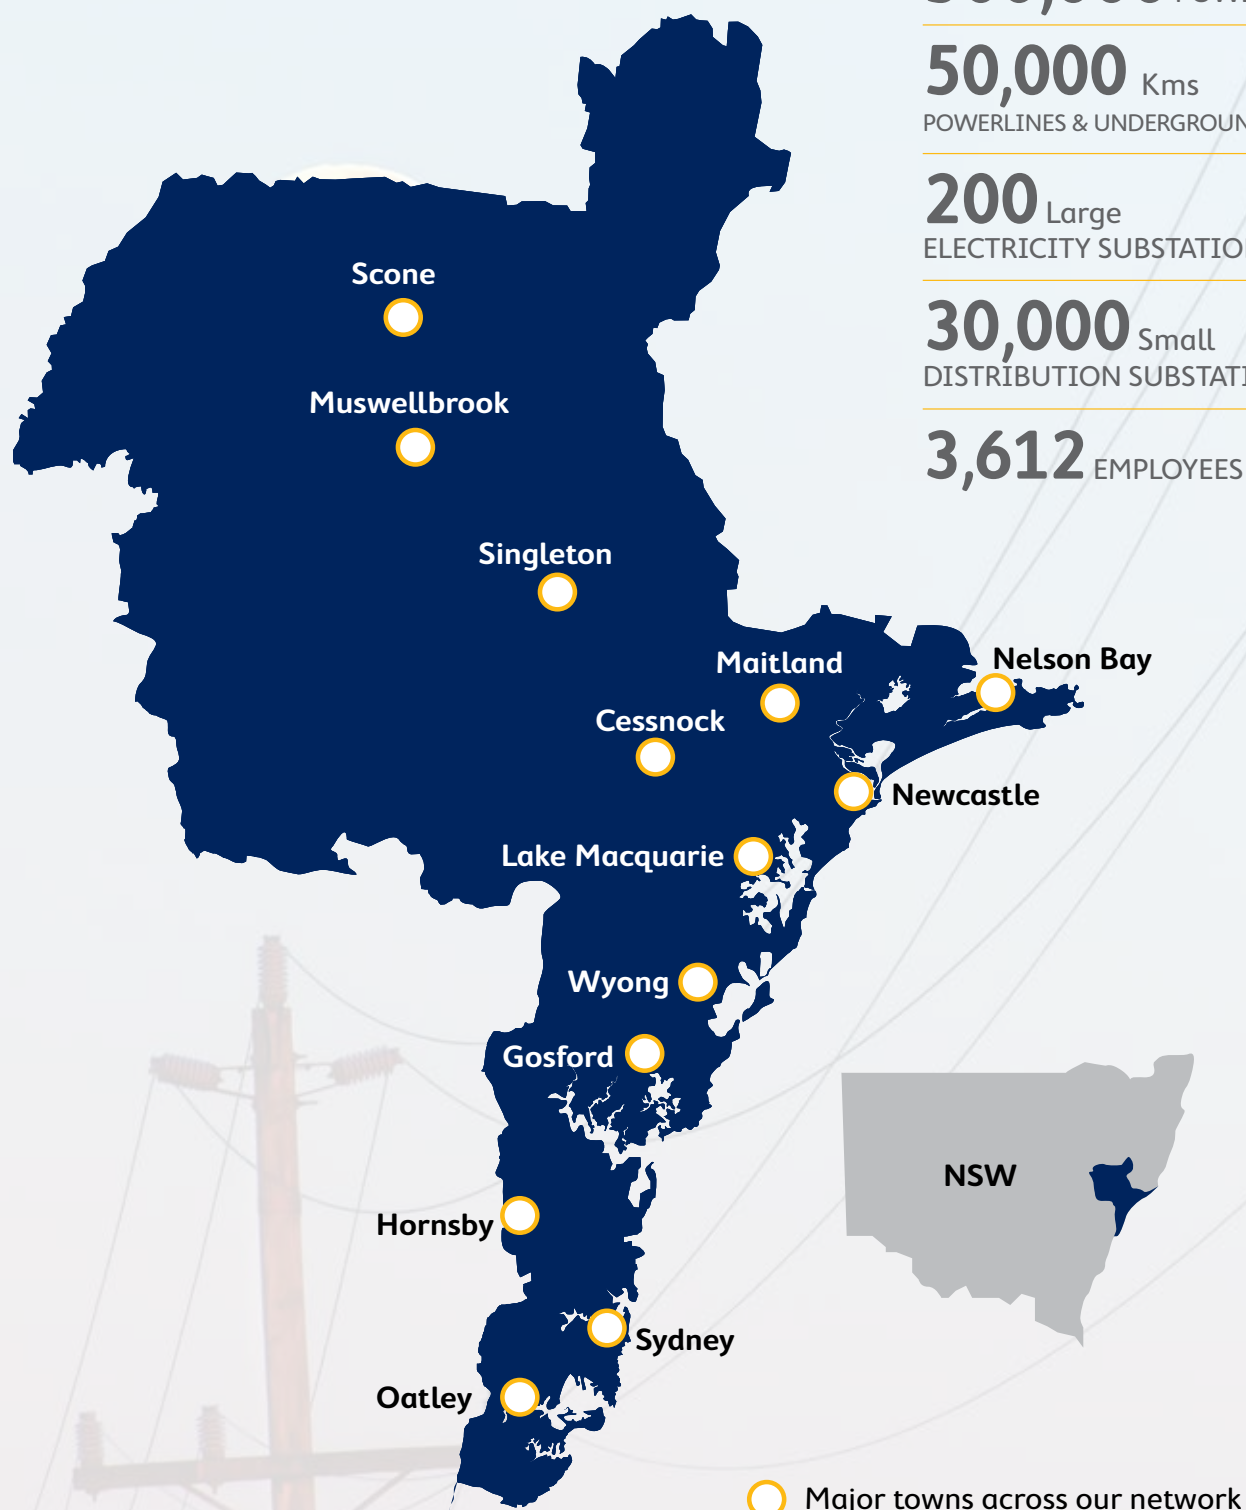 50,000 Kms
POWERLINES & UNDERGROUN
200 Large
ELECTRICITY SUBSTATIO
30,000 Small
DISTRIBUTION SUBSTATI
3,612 EMPLOYEES
Scone
Muswellbrook
Singleton
Maitland
Nelson Bay
Cessnock
Newcastle
Lake Macquarie
Wyong
Gosford
NSW
Hornsby
Sydney
Oatley
Major towns across our network